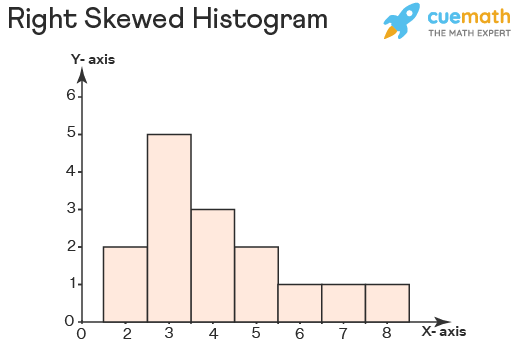 Right Skewed Histogram
cuemath
THE MATH EXPERT
Y- axis
6
5
4
3
2
1
0
0 2 3 4 5 6 7 8
X- axis